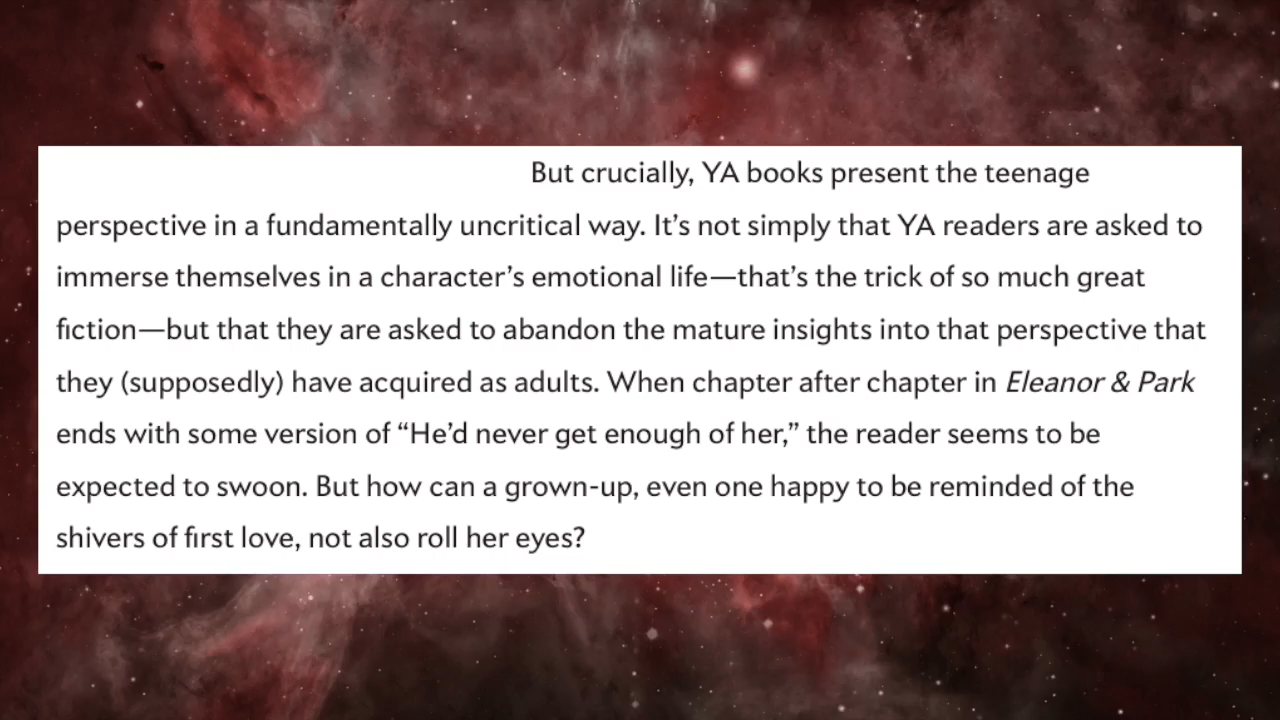 But crucially, YA books present the teenage
perspective in a fundamentally uncritical way. It’s not simply that YA readers are asked to
immerse themselves in a character’s emotional life—that’s the trick of so much great
fiction—but that they are asked to abandon the mature insights into that perspective that
they (supposedly) have acquired as adults. When chapter after chapter in Eleanor & Park
ends with some version of “He’d never get enough of her,” the reader seems to be
expected to swoon. But how can a grown-up, even one happy to be reminded of the
shivers of first love, not also roll her eyes?